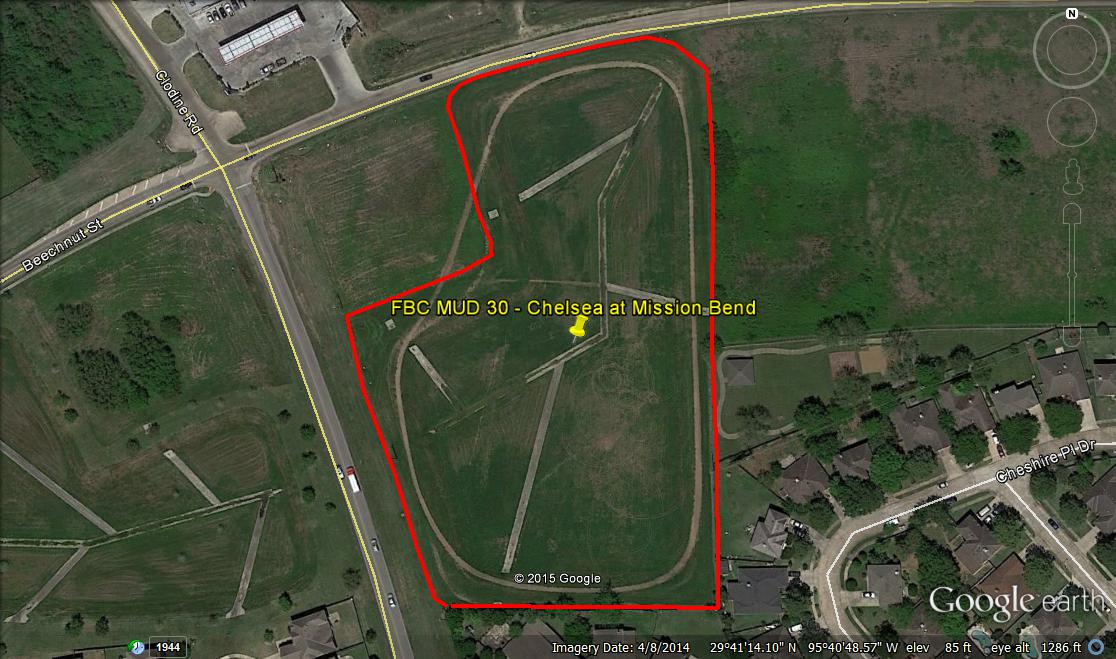 N
Clodine Rd
Beechnut St
FBC MUD 30 - Chelsea at Mission Bend
Cheshire Pl Dr
© 2015 Google
Google earth
1944
Imagery Date: 4/8/2014 29°41'14.10" N 95°40'48.57" W elev 85 ft eye alt 1286 ft